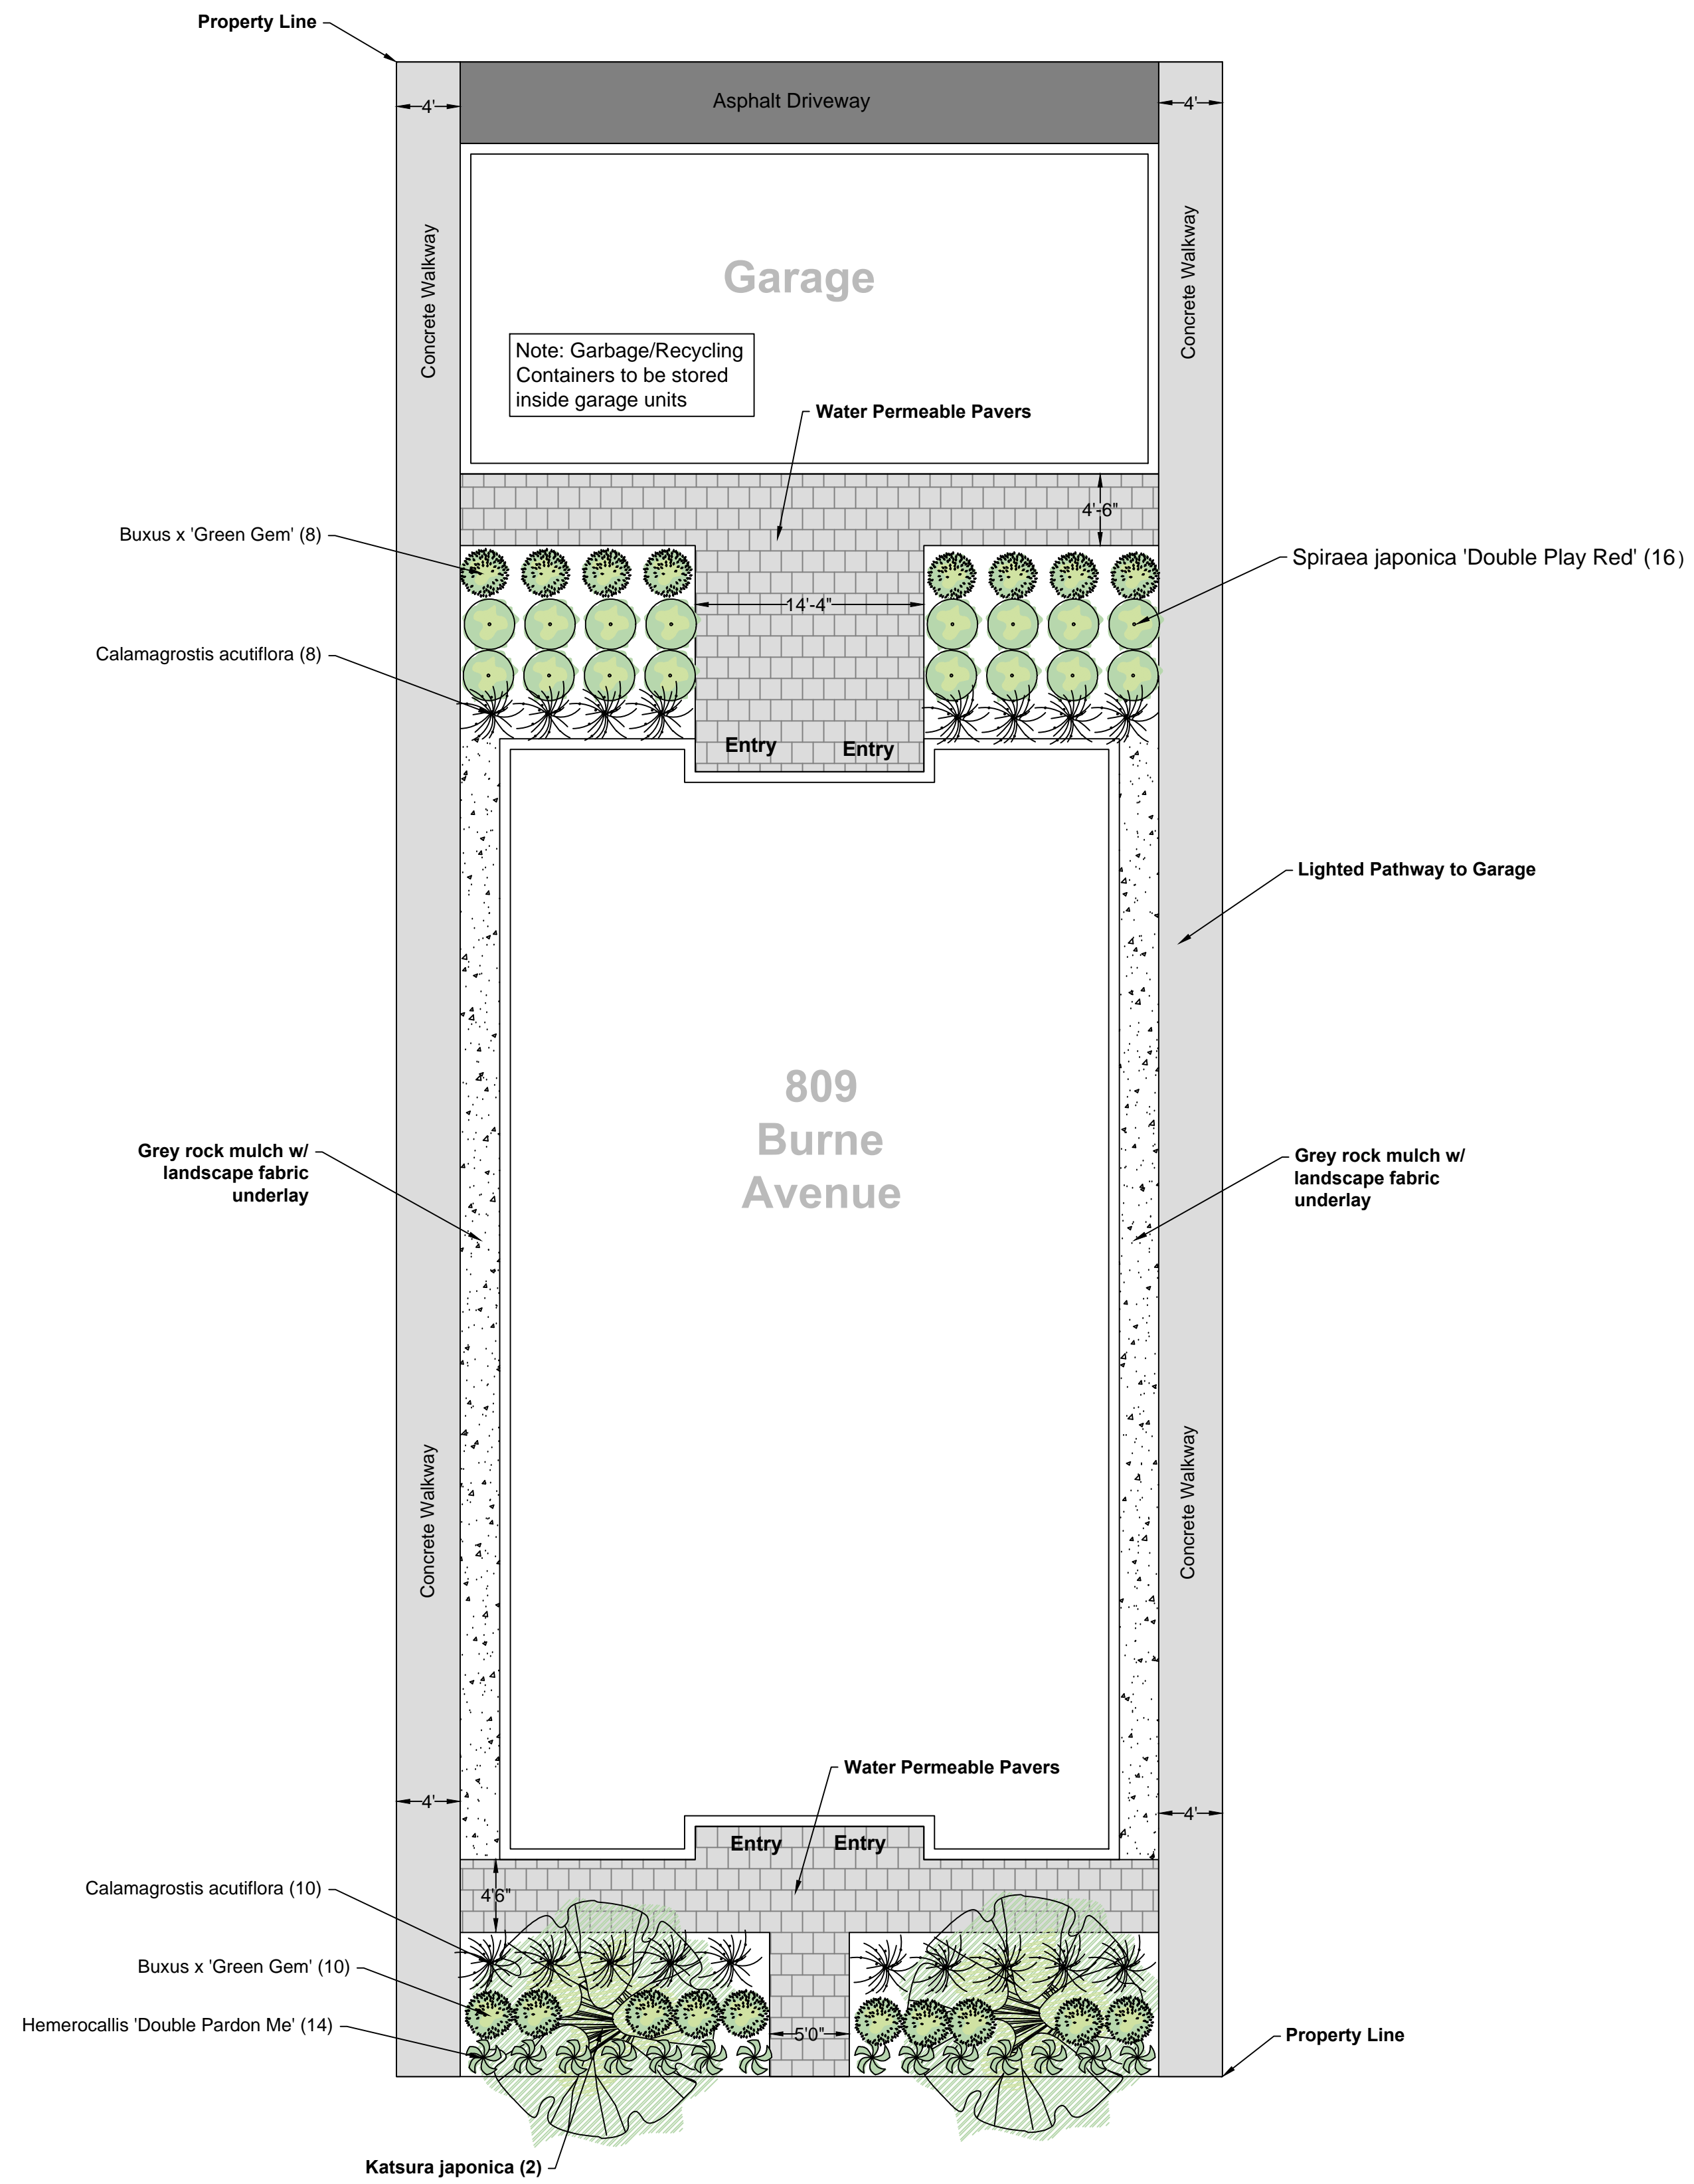 Property Line
4'
Asphalt Driveway
4'
Concrete Walkway
Concrete Walkway
Garage
Note: Garbage/Recycling
Containers to be stored
inside garage units
Water Permeable Pavers
4'-6"
Buxus x 'Green Gem' (8)
Spiraea japonica 'Double Play Red' (16)
14'-4"
Calamagrostis acutiflora (8)
Entry
Entry
Lighted Pathway to Garage
809
Burne
Avenue
Grey rock mulch w/
landscape fabric
underlay
Grey rock mulch w/
landscape fabric
underlay
Concrete Walkway
Concrete Walkway
Water Permeable Pavers
4'
4'
Entry
Entry
Calamagrostis acutiflora (10)
4'6"
Buxus x 'Green Gem' (10)
Hemerocallis 'Double Pardon Me' (14)
5'0"
Property Line
Katsura japonica (2)